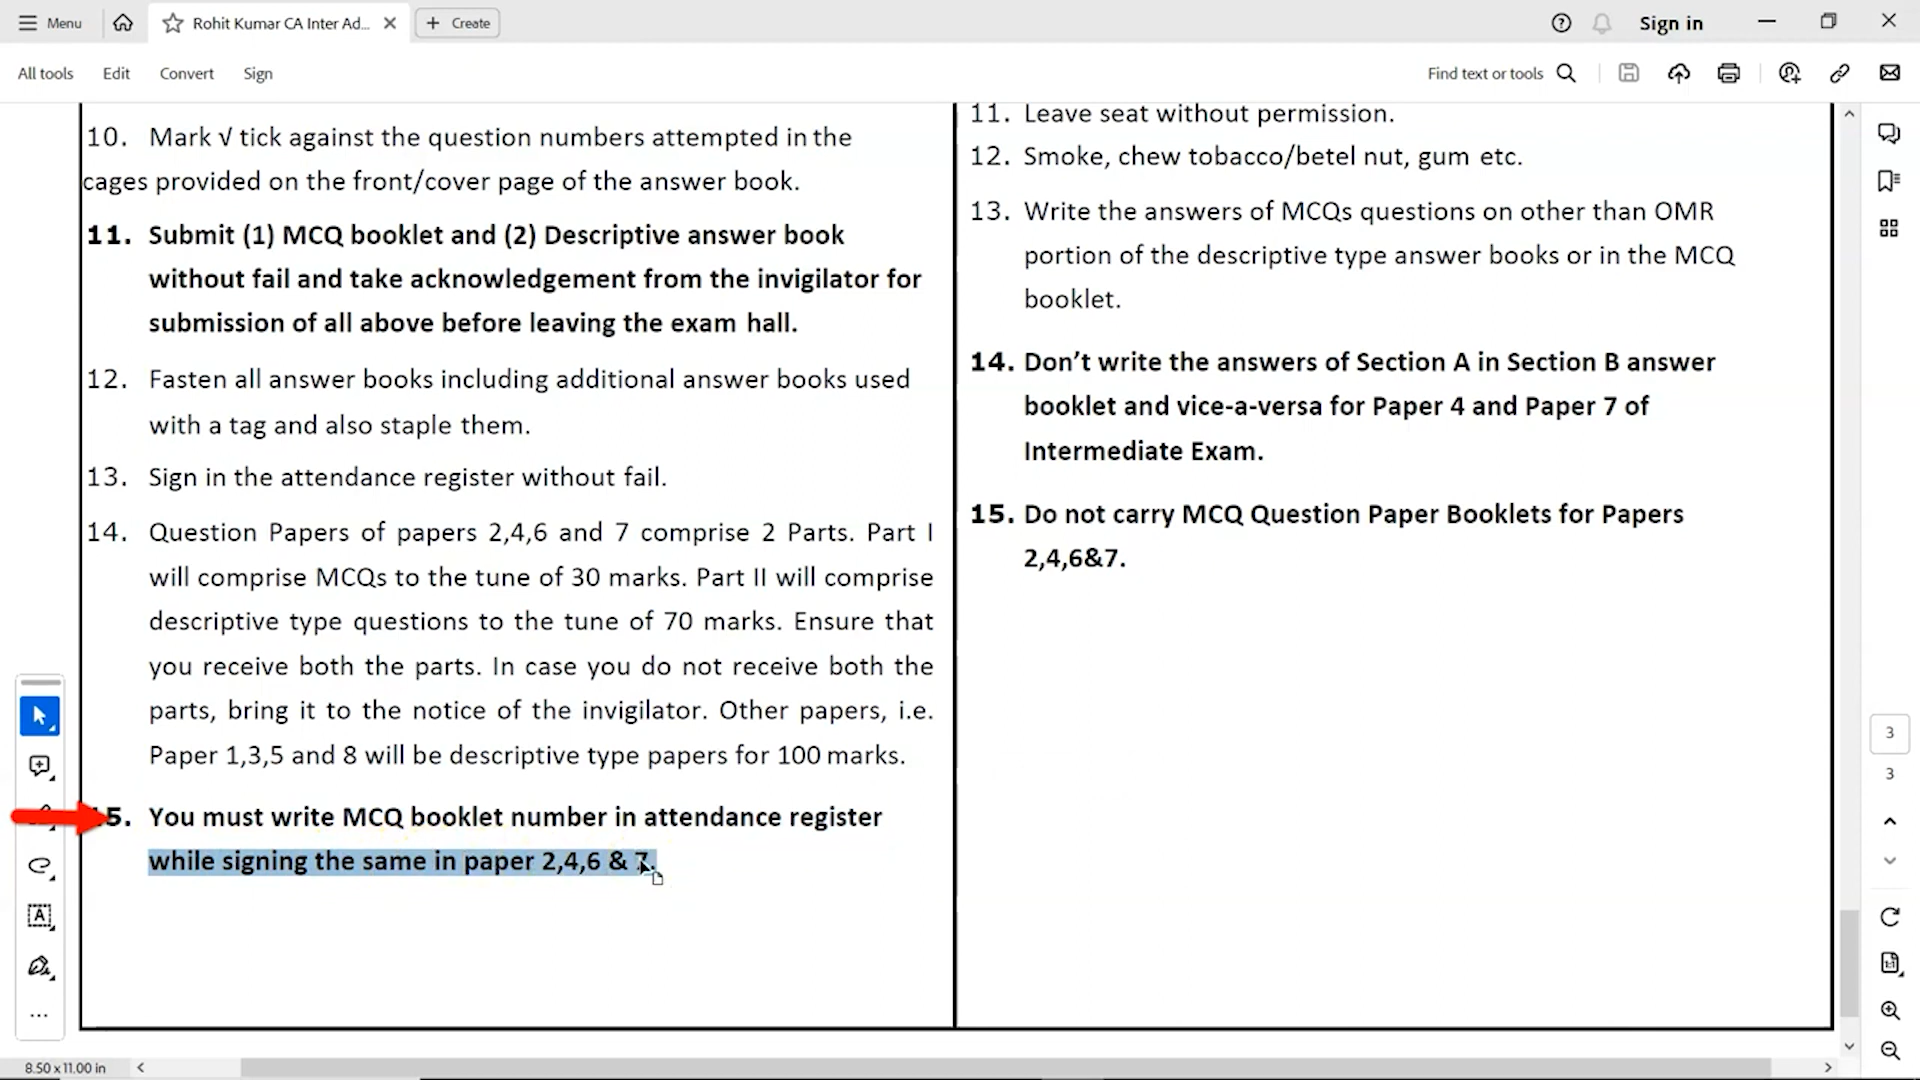 Menu
Rohit Kumar CA Inter Ad...
Create
Sign in
All tools
Edit
Convert
Sign
Find text or tools
10. Mark √ tick against the question numbers attempted in the
cages provided on the front/cover page of the answer book.
11. Submit (1) MCQ booklet and (2) Descriptive answer book
without fail and take acknowledgement from the invigilator for
submission of all above before leaving the exam hall.
12. Fasten all answer books including additional answer books used
with a tag and also staple them.
13. Sign in the attendance register without fail.
14. Question Papers of papers 2,4,6 and 7 comprise 2 Parts. Part I
will comprise MCQs to the tune of 30 marks. Part II will comprise
descriptive type questions to the tune of 70 marks. Ensure that
you receive both the parts. In case you do not receive both the
parts, bring it to the notice of the invigilator. Other papers, i.e.
Paper 1,3,5 and 8 will be descriptive type papers for 100 marks.
15. You must write MCQ booklet number in attendance register
while signing the same in paper 2,4,6 & 7.
11. Leave seat without permission.
12. Smoke, chew tobacco/betel nut, gum etc.
13. Write the answers of MCQs questions on other than OMR
portion of the descriptive type answer books or in the MCQ
booklet.
14. Don’t write the answers of Section A in Section B answer
booklet and vice-a-versa for Paper 4 and Paper 7 of
Intermediate Exam.
15. Do not carry MCQ Question Paper Booklets for Papers
2,4,6&7.
3
3
8.50 x 11.00 in